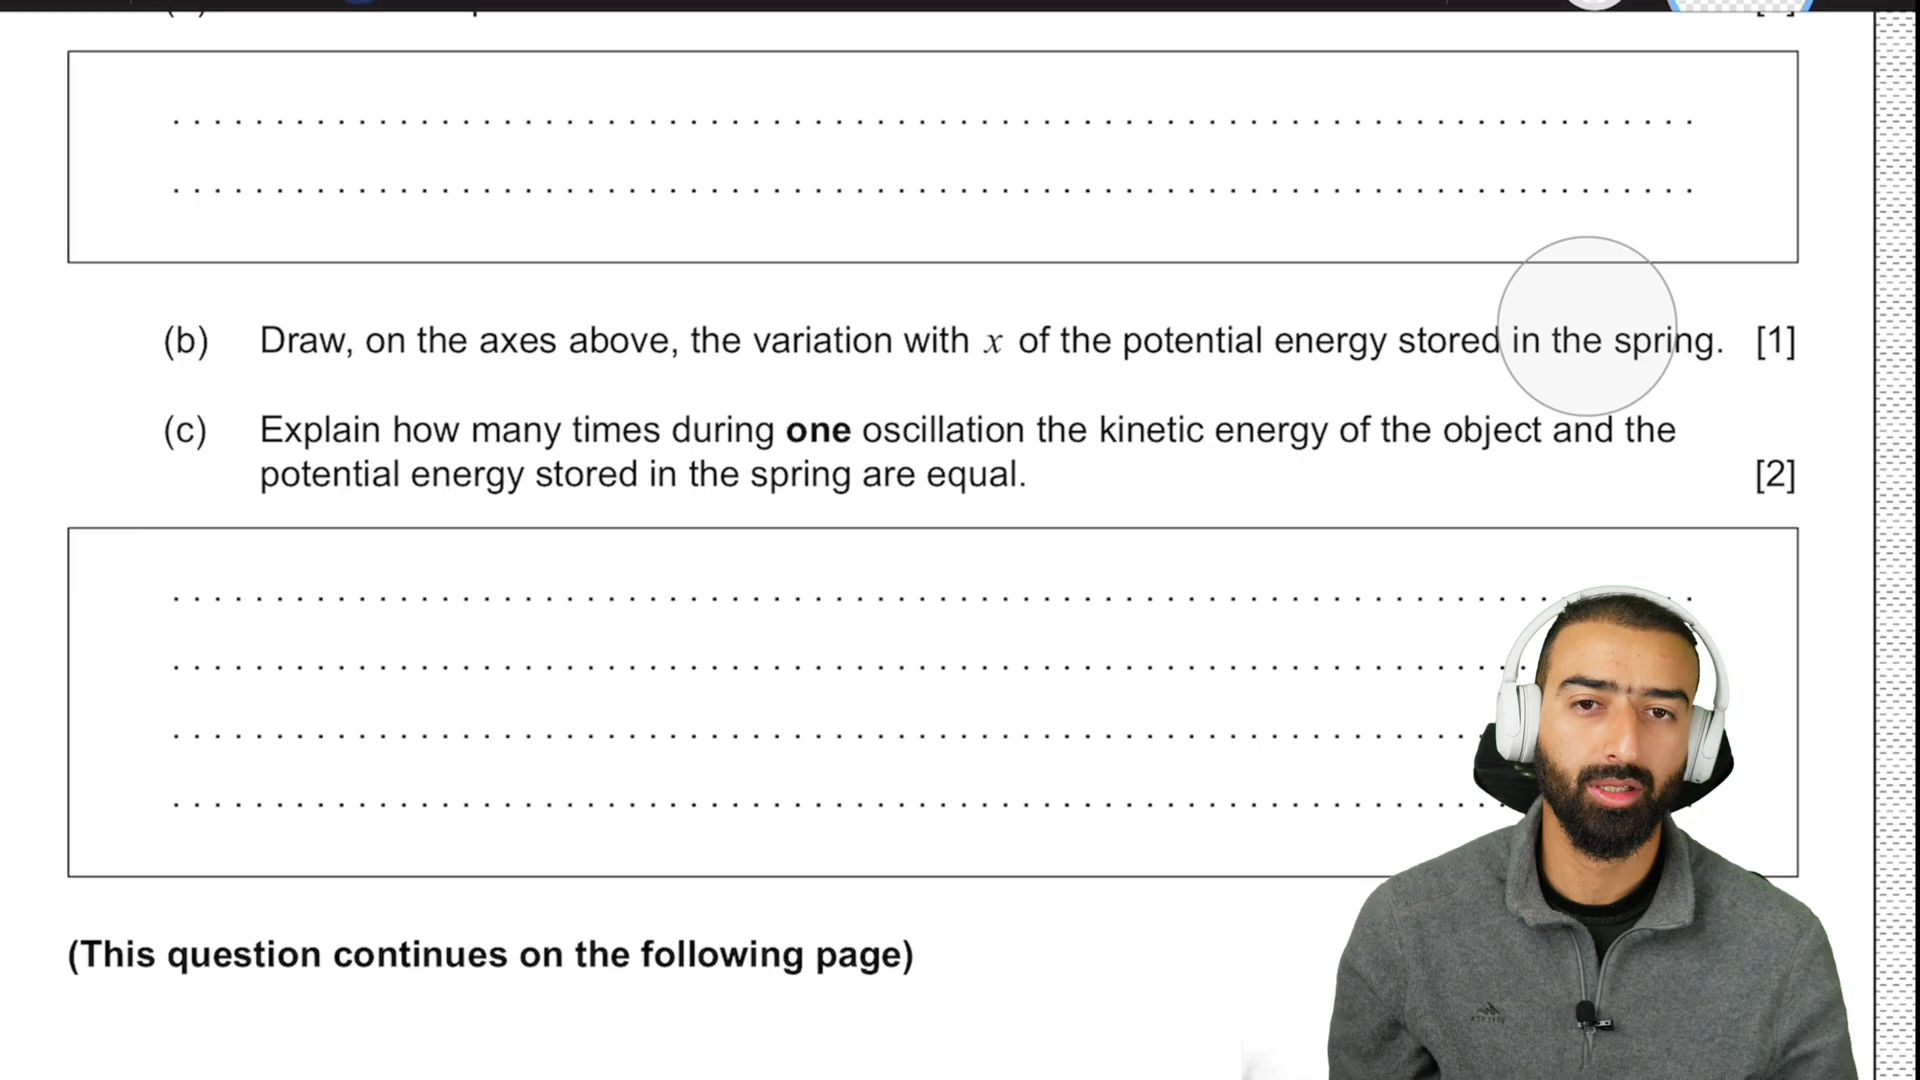 (b) Draw, on the axes above, the variation with x of the potential energy stored in the spring. [1]
(c) Explain how many times during one oscillation the kinetic energy of the object and the
potential energy stored in the spring are equal. [2]
(This question continues on the following page)